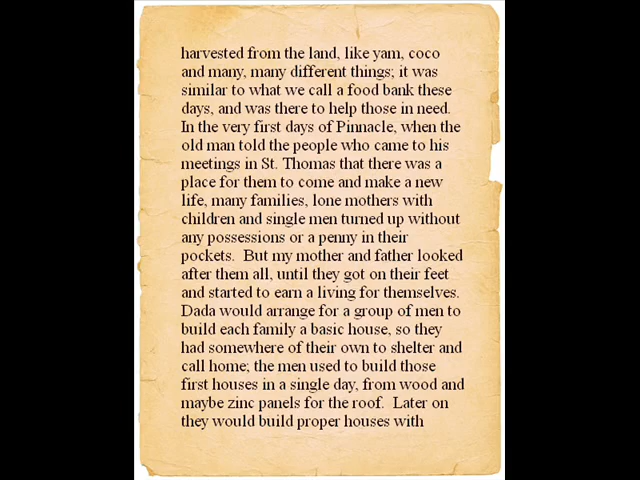 harvested from the land, like yam, coco
and many, many different things; it was
similar to what we call a food bank these
days, and was there to help those in need.
In the very first days of Pinnacle, when the
old man told the people who came to his
meetings in St. Thomas that there was a
place for them to come and make a new
life, many families, lone mothers with
children and single men turned up without
any possessions or a penny in their
pockets.  But my mother and father looked
after them all, until they got on their feet
and started to earn a living for themselves.
Dada would arrange for a group of men to
build each family a basic house, so they
had somewhere of their own to shelter and
call home; the men used to build those
first houses in a single day, from wood and
maybe zinc panels for the roof.  Later on
they would build proper houses with